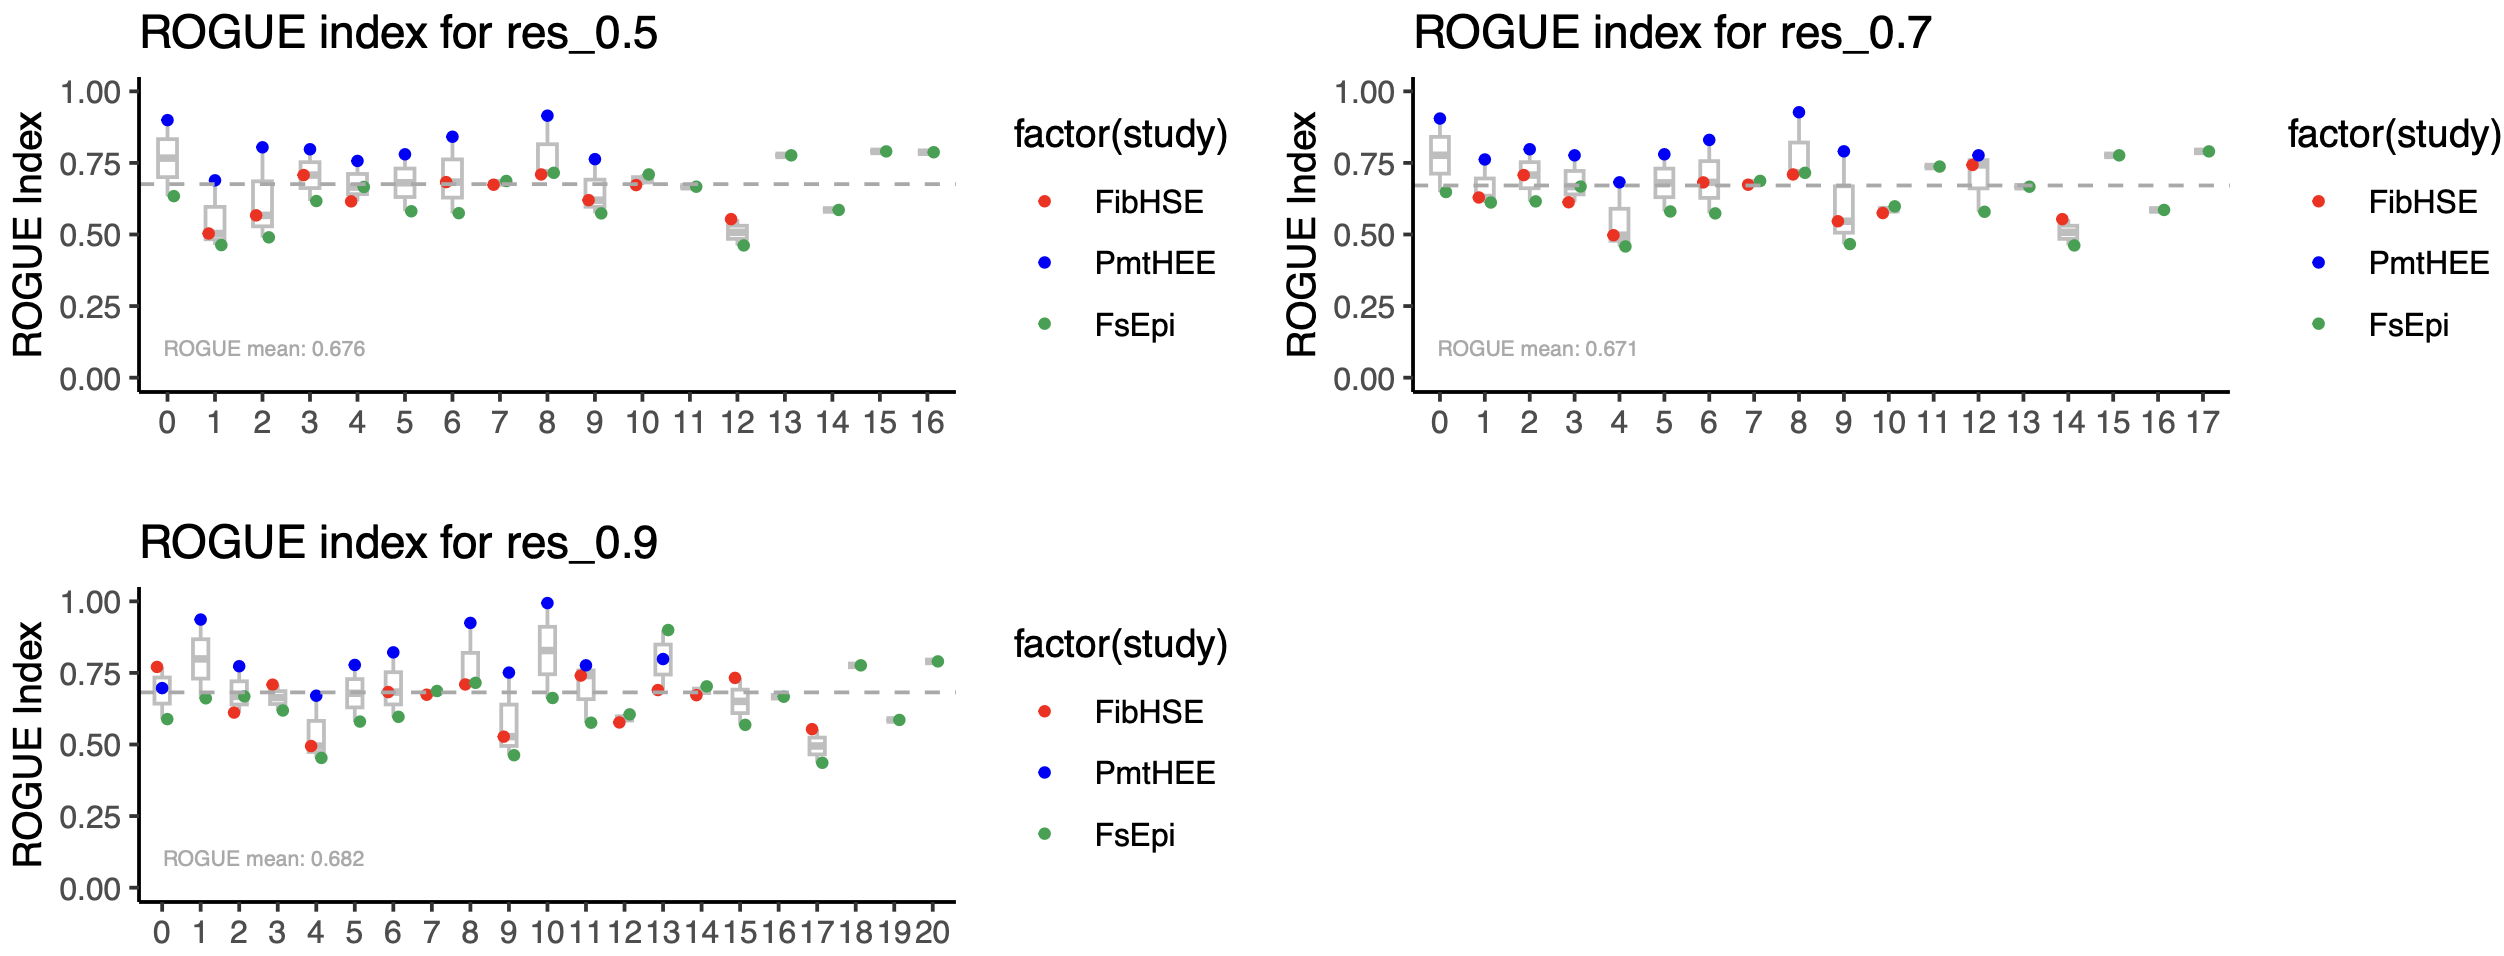 ROGUE index for res_0.5
ROGUE Index
1.00
0.75
0.50
0.25
0.00
ROGUE mean: 0.676
0 1 2 3 4 5 6 7 8 9 10 11 12 13 14 15 16
factor(study)
FibHSE
PmtHEE
FsEpi
ROGUE index for res_0.7
ROGUE Index
1.00
0.75
0.50
0.25
0.00
ROGUE mean: 0.671
0 1 2 3 4 5 6 7 8 9 10 11 12 13 14 15 16 17
factor(study)
FibHSE
PmtHEE
FsEpi
ROGUE index for res_0.9
ROGUE Index
1.00
0.75
0.50
0.25
0.00
ROGUE mean: 0.682
0 1 2 3 4 5 6 7 8 9 10 11 12 13 14 15 16 17 18 19 20
factor(study)
FibHSE
PmtHEE
FsEpi